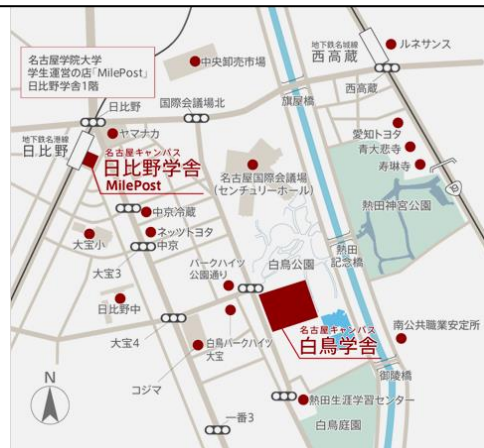 名古屋学院大学
学生運営の店「MilePost」
日比野学舎1階
中央卸売市場
地下鉄名城線
西高蔵
ルネサンス
日比野
国際会議場北
旗屋橋
西高蔵
地下鉄名港線
日比野
ヤマナカ
名古屋キャンパス
日比野学舎
MilePost
愛知トヨタ
青大悲寺
寿琳寺
名古屋国際会議場
(センチュリーホール)
中京冷蔵
ネッツトヨタ
中京
大宝小
大宝3
熱田神宮公園
熱田
記念橋
白鳥公園
パークハイツ
公園通り
日比野中
大宝4
白鳥パークハイツ
大宝
名古屋キャンパス
白鳥学舎
南公共職業安定所
コジマ
御陵橋
N
熱田生涯学習センター
一番3
白鳥庭園